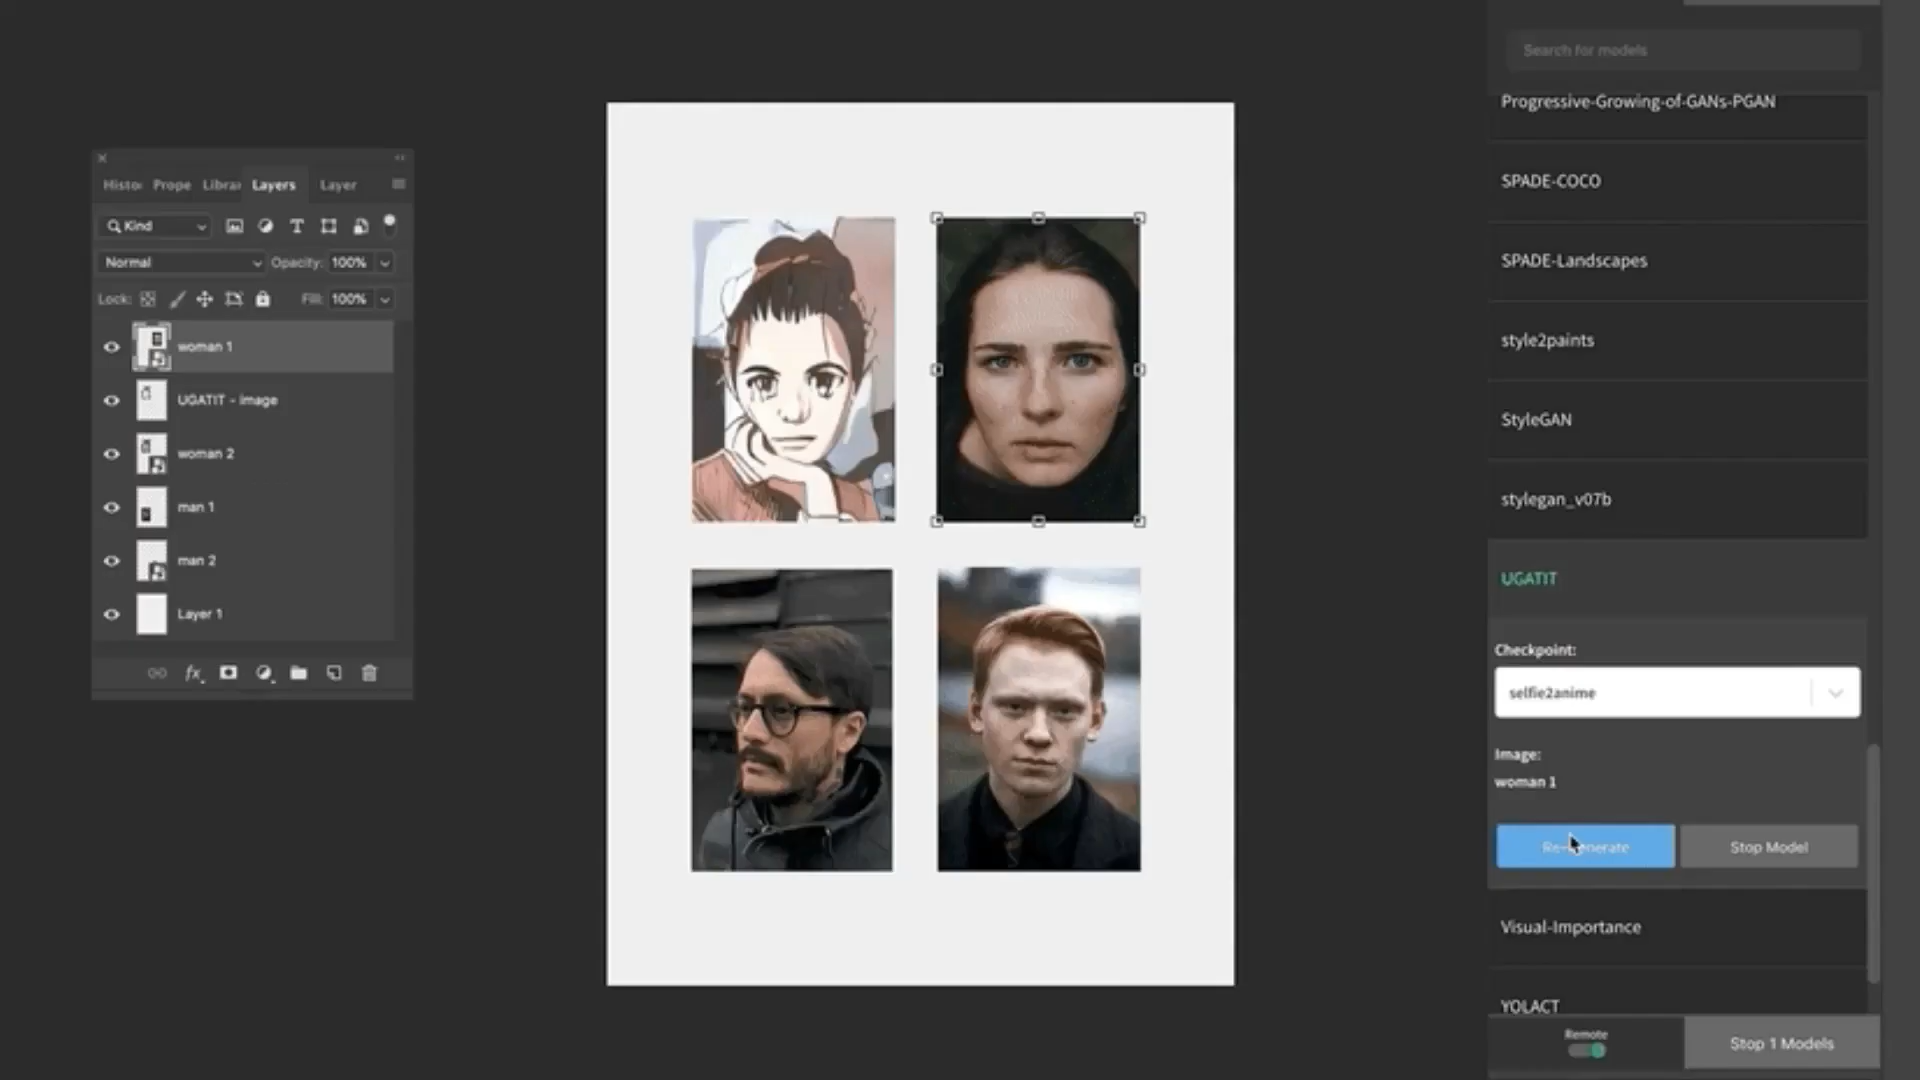 Histo Prope Librar Layers Layer
Kind
Normal Opacity: 100%
Lock: Fill: 100%
woman 1
UGATIT - image
woman 2
man 1
man 2
Layer 1
fx
Search for models
Progressive-Growing-of-GANs-PGAN
SPADE-COCO
SPADE-Landscapes
style2paints
StyleGAN
stylegan_v07b
UGATIT
Checkpoint:
selfie2anime
Image:
woman 1
Stop Model
Visual-Importance
YOLACT
Remote
Stop 1 Models